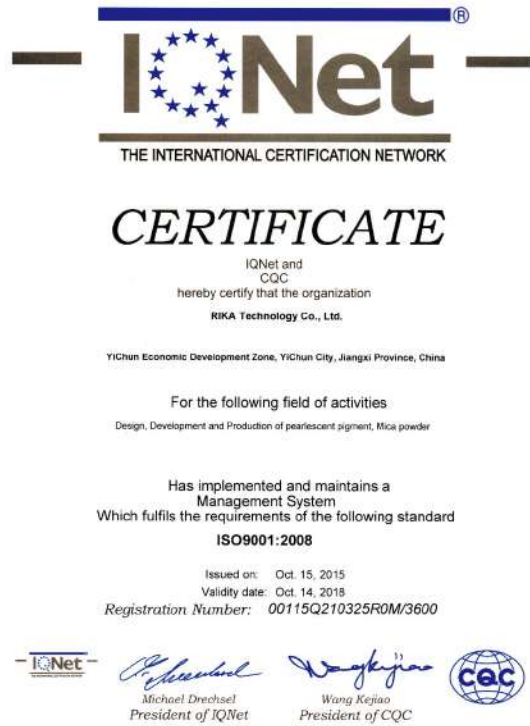 IQNet ®
THE INTERNATIONAL CERTIFICATION NETWORK
CERTIFICATE
IQNet and
CQC
hereby certify that the organization
RIKA Technology Co., Ltd.
YiChun Economic Development Zone, YiChun City, Jiangxi Province, China
For the following field of activities
Design, Development and Production of pearlescent pigment, Mica powder
Has implemented and maintains a
Management System
Which fulfils the requirements of the following standard
ISO9001:2008
Issued on: Oct. 15, 2015
Validity date: Oct. 14, 2018
Registration Number: 00115Q210325R0M/3600
IQNet
Michael Drechsel
President of IQNet
Wang Kejiao
President of CQC
CQC